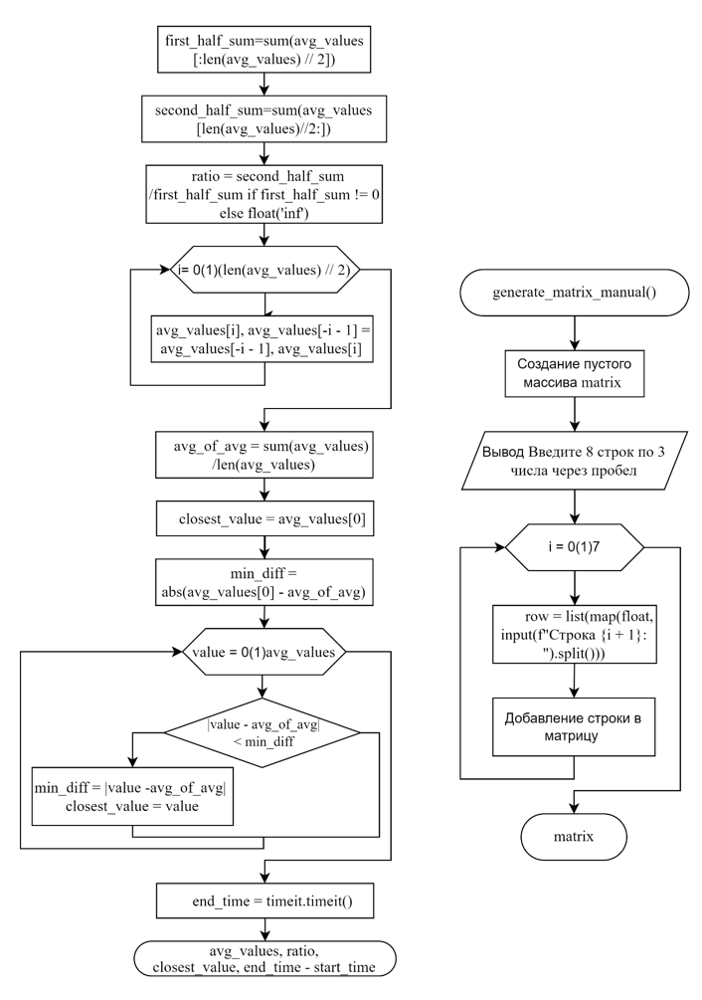 first_half_sum=sum(avg_values
[:len(avg_values) // 2])
second_half_sum=sum(avg_values
[len(avg_values)//2:])
ratio = second_half_sum
/first_half_sum if first_half_sum != 0
else float('inf')
i= 0(1)(len(avg_values) // 2)
avg_values[i], avg_values[-i - 1] =
avg_values[-i - 1], avg_values[i]
avg_of_avg = sum(avg_values)
/len(avg_values)
closest_value = avg_values[0]
min_diff =
abs(avg_values[0] - avg_of_avg)
value = 0(1)avg_values
|value - avg_of_avg|
< min_diff
min_diff = |value -avg_of_avg|
closest_value = value
end_time = timeit.timeit()
avg_values, ratio,
closest_value, end_time - start_time
generate_matrix_manual()
Создание пустого
массива matrix
Вывод Введите 8 строк по 3
числа через пробел
i = 0(1)7
row = list(map(float,
input(f"Строка {i + 1}:
").split()))
Добавление строки в
матрицу
matrix